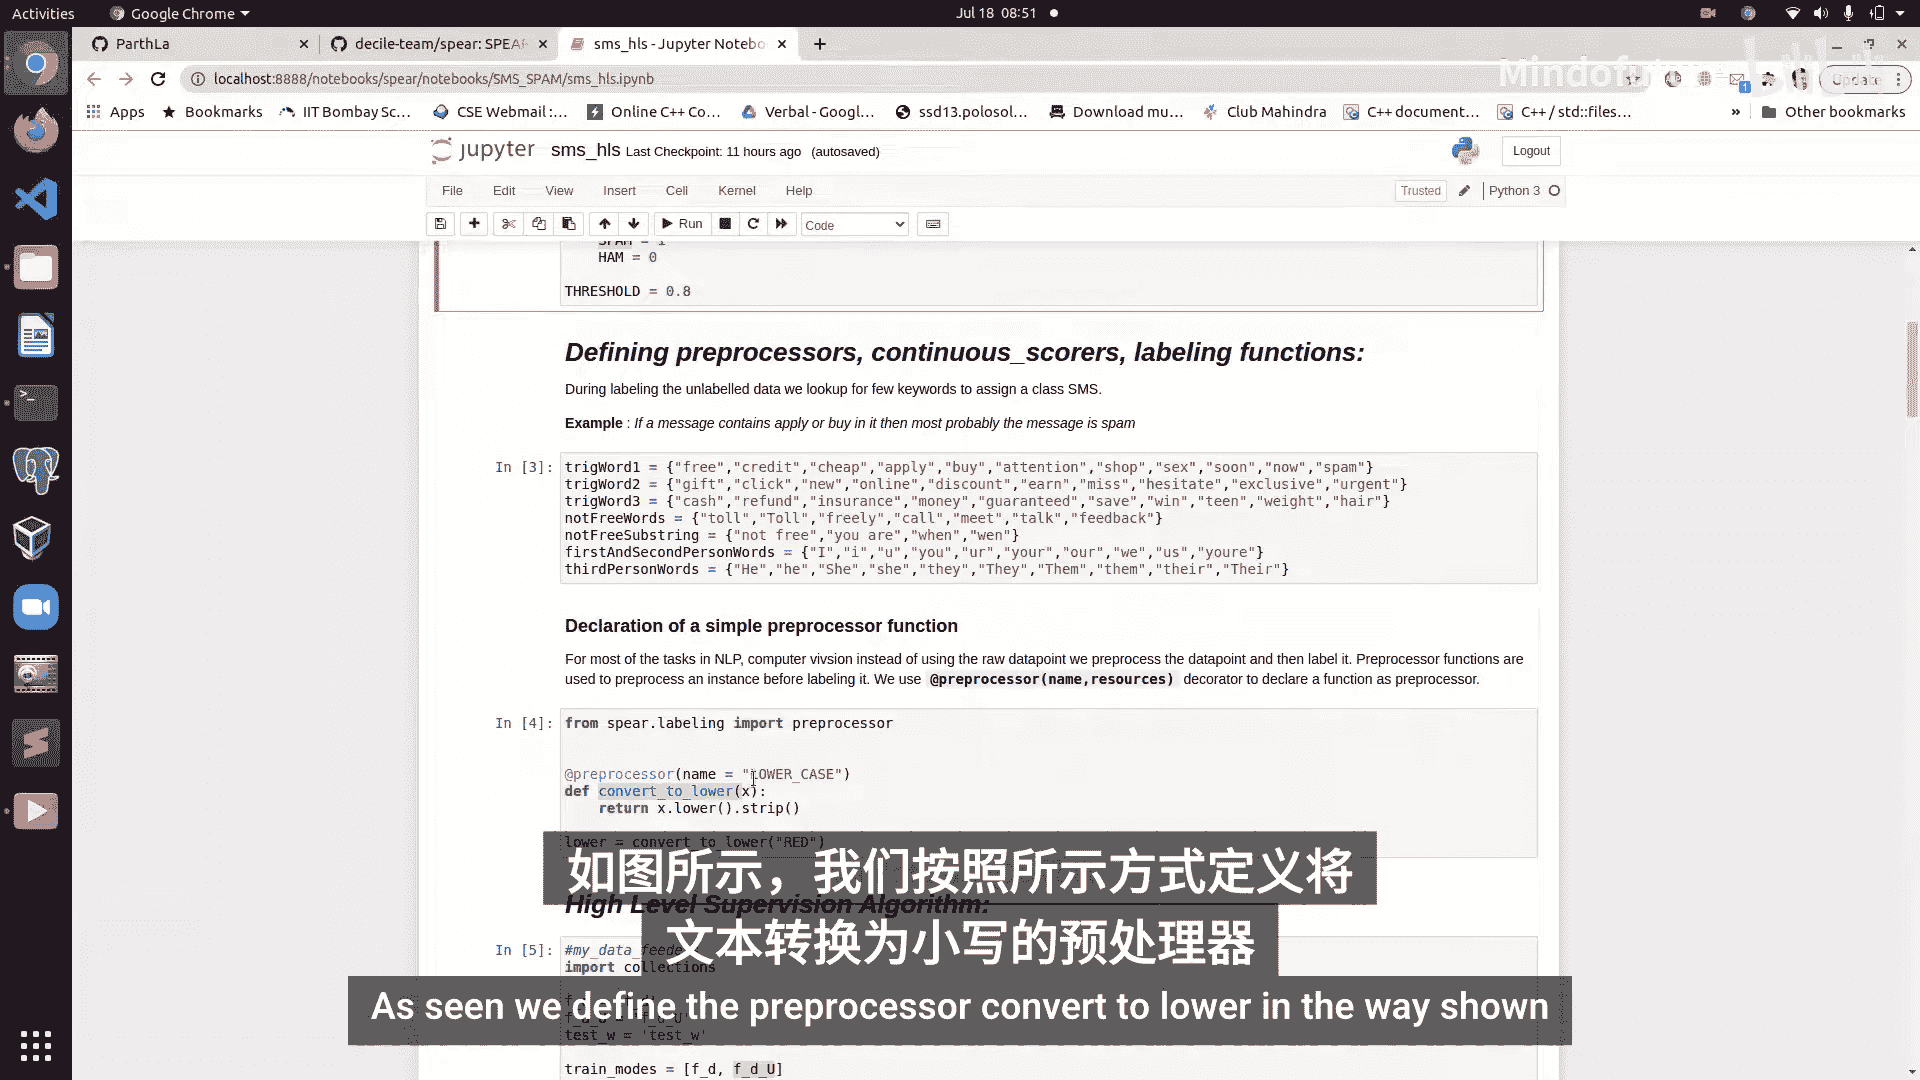 Activities
Google Chrome
Jul 18 08:51
ParthLa
decile-team/spear: SPEA
sms_hls - Jupyter Notebo
localhost:8888/notebooks/spear/notebooks/SMS_SPAM/sms_hls.ipynb
Mindofuture
Update
Apps
Bookmarks
IIT Bombay Sc...
CSE Webmail :...
Online C++ Co...
Verbal - Googl...
ssd13.polosol...
Download mu...
Club Mahindra
C++ document...
C++ / std::files...
»
Other bookmarks
jupyter sms_hls Last Checkpoint: 11 hours ago (autosaved)
Logout
File Edit View Insert Cell Kernel Help
Trusted
Python 3
Run
Code
SPAM = 1
HAM = 0
THRESHOLD = 0.8
Defining preprocessors, continuous_scorers, labeling functions:
During labeling the unlabelled data we lookup for few keywords to assign a class SMS.
Example : If a message contains apply or buy in it then most probably the message is spam
In [3]:
trigWord1 = {"free","credit","cheap","apply","buy","attention","shop","sex","soon","now","spam"}
trigWord2 = {"gift","click","new","online","discount","earn","miss","hesitate","exclusive","urgent"}
trigWord3 = {"cash","refund","insurance","money","guaranteed","save","win","teen","weight","hair"}
notFreeWords = {"toll","Toll","freely","call","meet","talk","feedback"}
notFreeSubstring = {"not free","you are","when","wen"}
firstAndSecondPersonWords = {"I","i","u","you","ur","your","our","we","us","youre"}
thirdPersonWords = {"He","he","She","she","they","They","Them","them","their","Their"}
Declaration of a simple preprocessor function
For most of the tasks in NLP, computer vivsion instead of using the raw datapoint we preprocess the datapoint and then label it. Preprocessor functions are
used to preprocess an instance before labeling it. We use @preprocessor(name,resources) decorator to declare a function as preprocessor.
In [4]:
from spear.labeling import preprocessor
@preprocessor(name = "LOWER_CASE")
def convert_to_lower(x):
return x.lower().strip()
lower = convert_to_lower("RED")
如图所示，我们按照所示方式定义将
High Level Supervision Algorithm:
文本转换为小写的预处理器
In [5]:
#my_data_feede
import collections
As seen we define the preprocessor convert to lower in the way shown
test_w = 'test_w'
train_modes = [f_d, f_d_U]